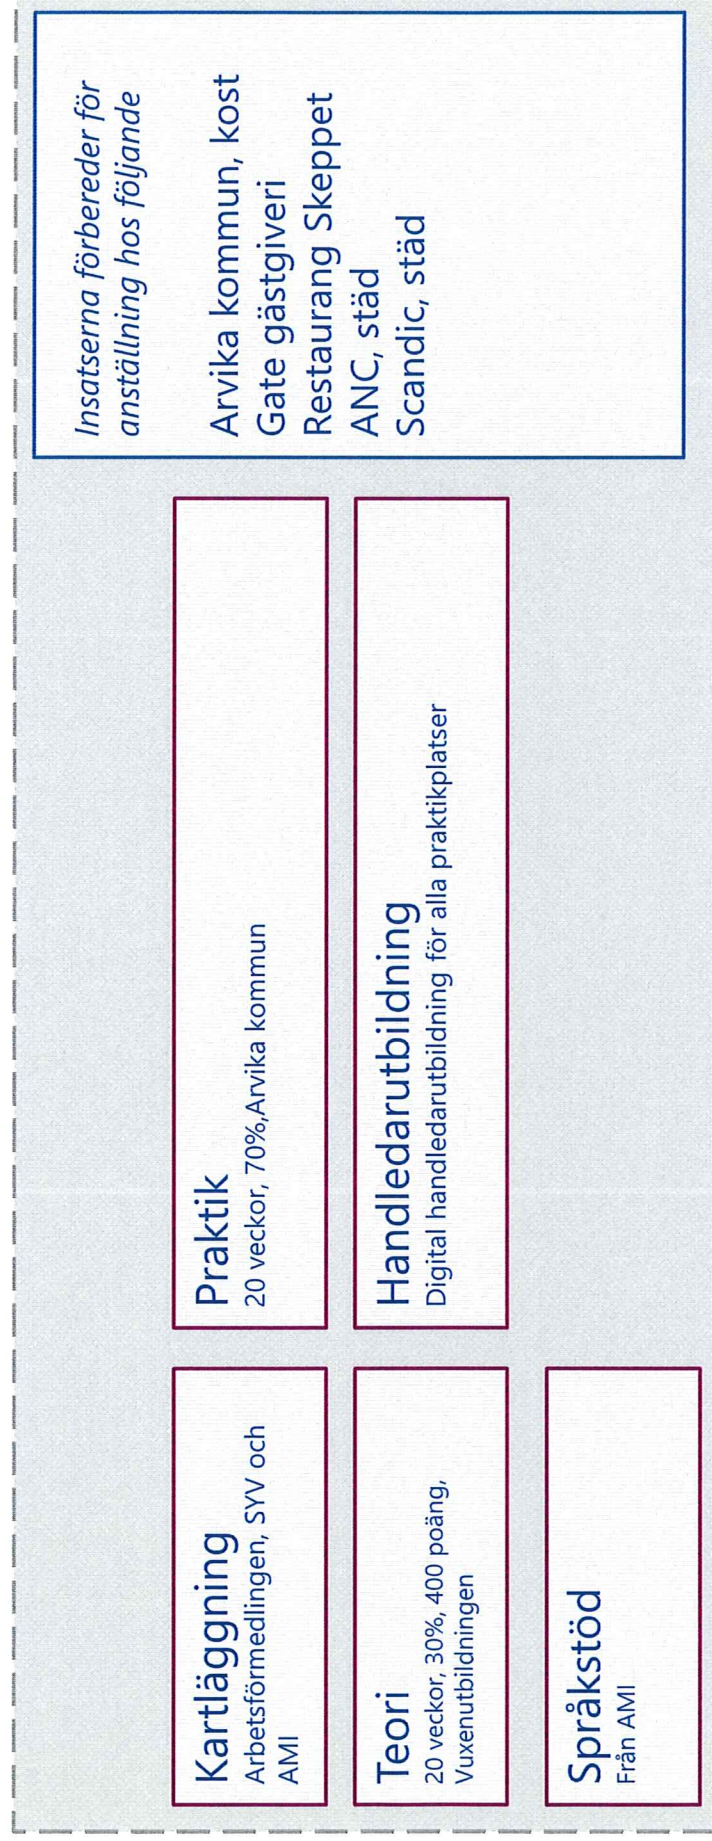 Kartläggning
Arbetsförmedlingen, SYV och
AMI
Praktik
20 veckor, 70%,Arvika kommun
Teori
20 veckor, 30%, 400 poäng,
Vuxenutbildningen
Handledarutbildning
Digital handledarutbildning för alla praktikplatser
Språkstöd
Från AMI
Insatserna förbereder för
anställning hos följande
Arvika kommun, kost
Gate gästgiveri
Restaurang Skeppet
ANC, städ
Scandic, städ